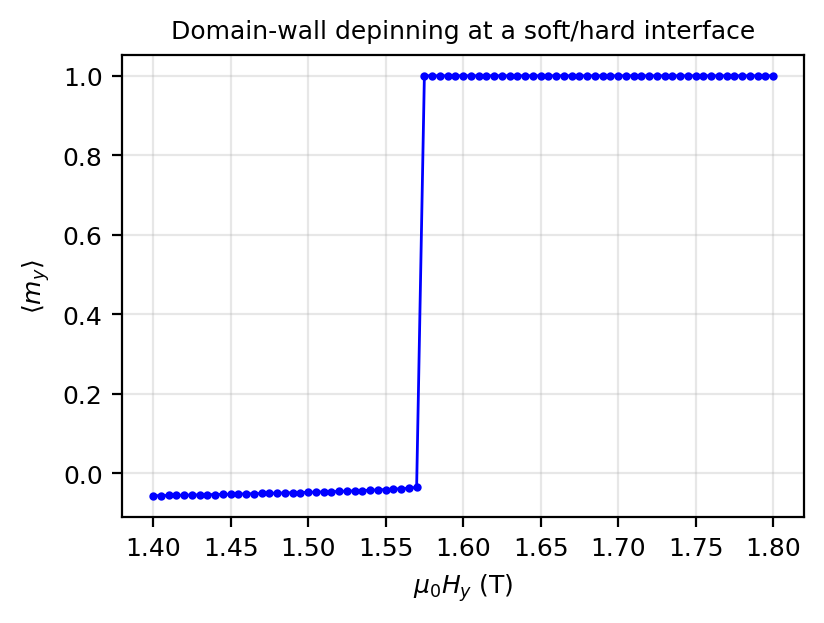 Domain-wall depinning at a soft/hard interface
⟨m_y⟩
1.0
0.8
0.6
0.4
0.2
0.0
1.40 1.45 1.50 1.55 1.60 1.65 1.70 1.75 1.80
μ₀H_y (T)